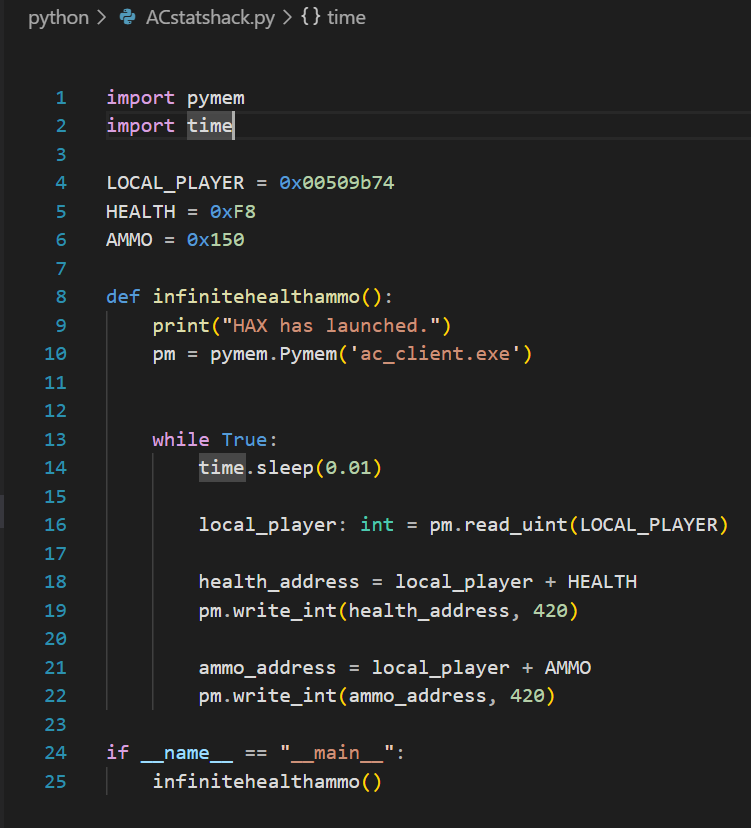 python > ACstatshack.py > {} time
1 import pymem
2 import time
3
4 LOCAL_PLAYER = 0x00509b74
5 HEALTH = 0xF8
6 AMMO = 0x150
7
8 def infinitehealthammo():
9     print("HAX has launched.")
10     pm = pymem.Pymem('ac_client.exe')
11
12
13     while True:
14         time.sleep(0.01)
15
16         local_player: int = pm.read_uint(LOCAL_PLAYER)
17
18         health_address = local_player + HEALTH
19         pm.write_int(health_address, 420)
20
21         ammo_address = local_player + AMMO
22         pm.write_int(ammo_address, 420)
23
24 if __name__ == "__main__":
25     infinitehealthammo()